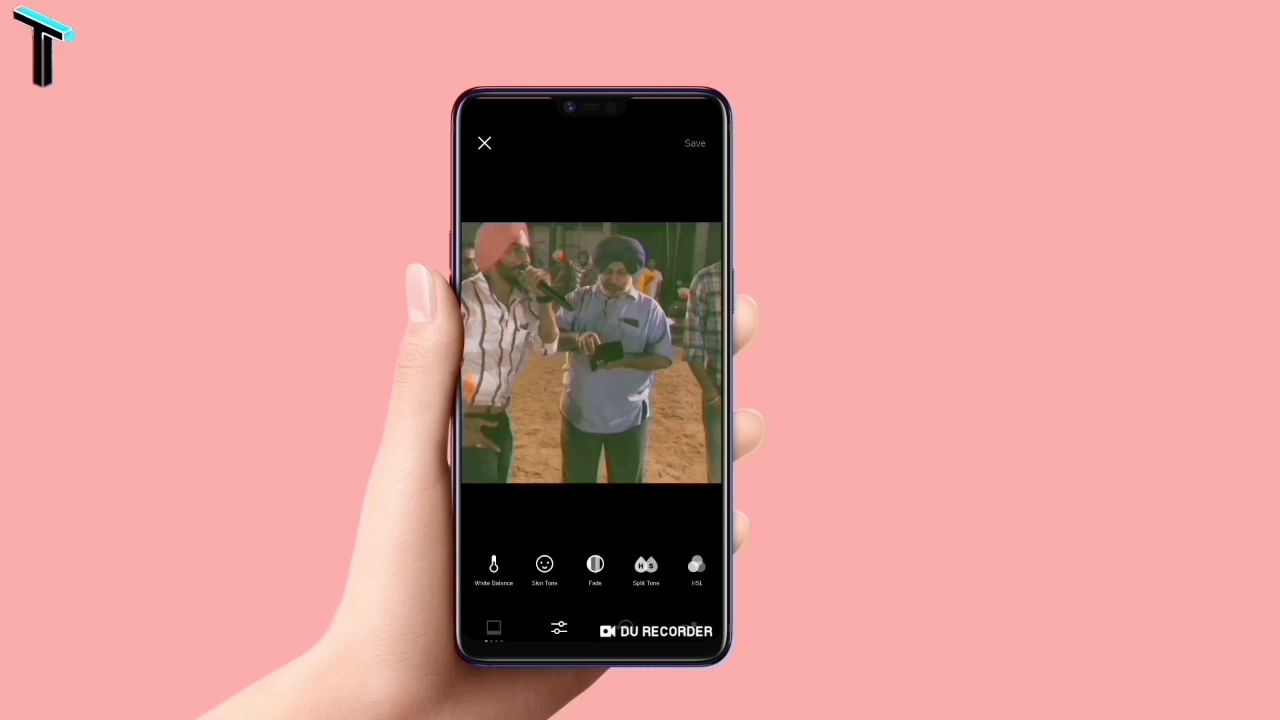 T
Save
White Balance Skin Tone Fade Split Tone HSL
H S
DU RECORDER